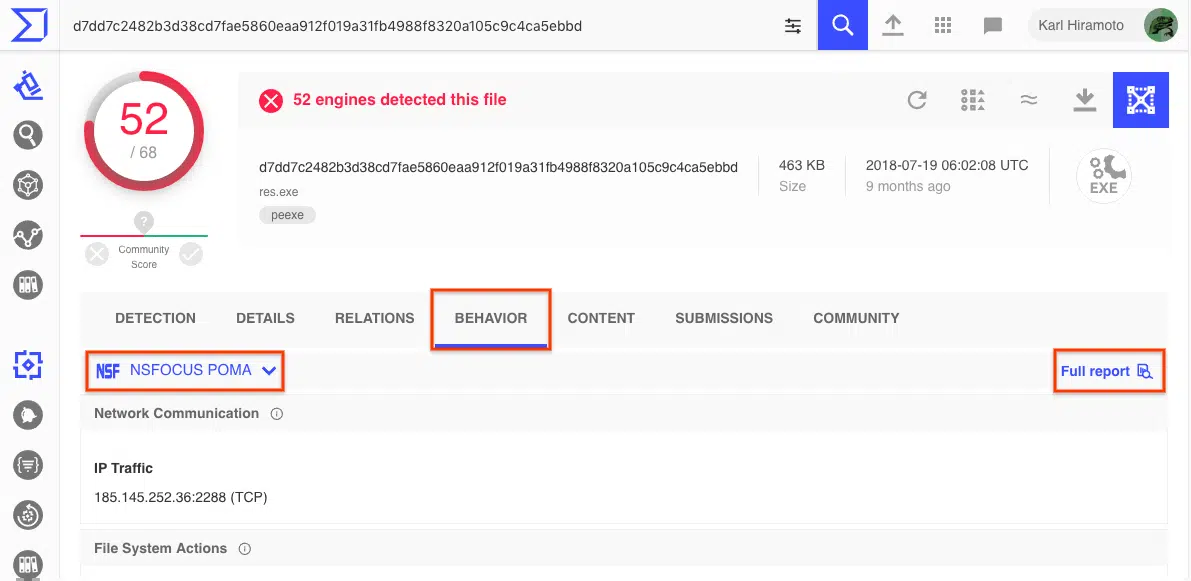 d7dd7c2482b3d38cd7fae5860eaa912f019a31fb4988f8320a105c9c4ca5ebbd
Karl Hiramoto
52
/ 68
?
Community
Score
52 engines detected this file
d7dd7c2482b3d38cd7fae5860eaa912f019a31fb4988f8320a105c9c4ca5ebbd
res.exe
peexe
463 KB
Size
2018-07-19 06:02:08 UTC
9 months ago
EXE
DETECTION DETAILS RELATIONS BEHAVIOR CONTENT SUBMISSIONS COMMUNITY
NSF NSFOCUS POMA
Full report
Network Communication
IP Traffic
185.145.252.36:2288 (TCP)
File System Actions